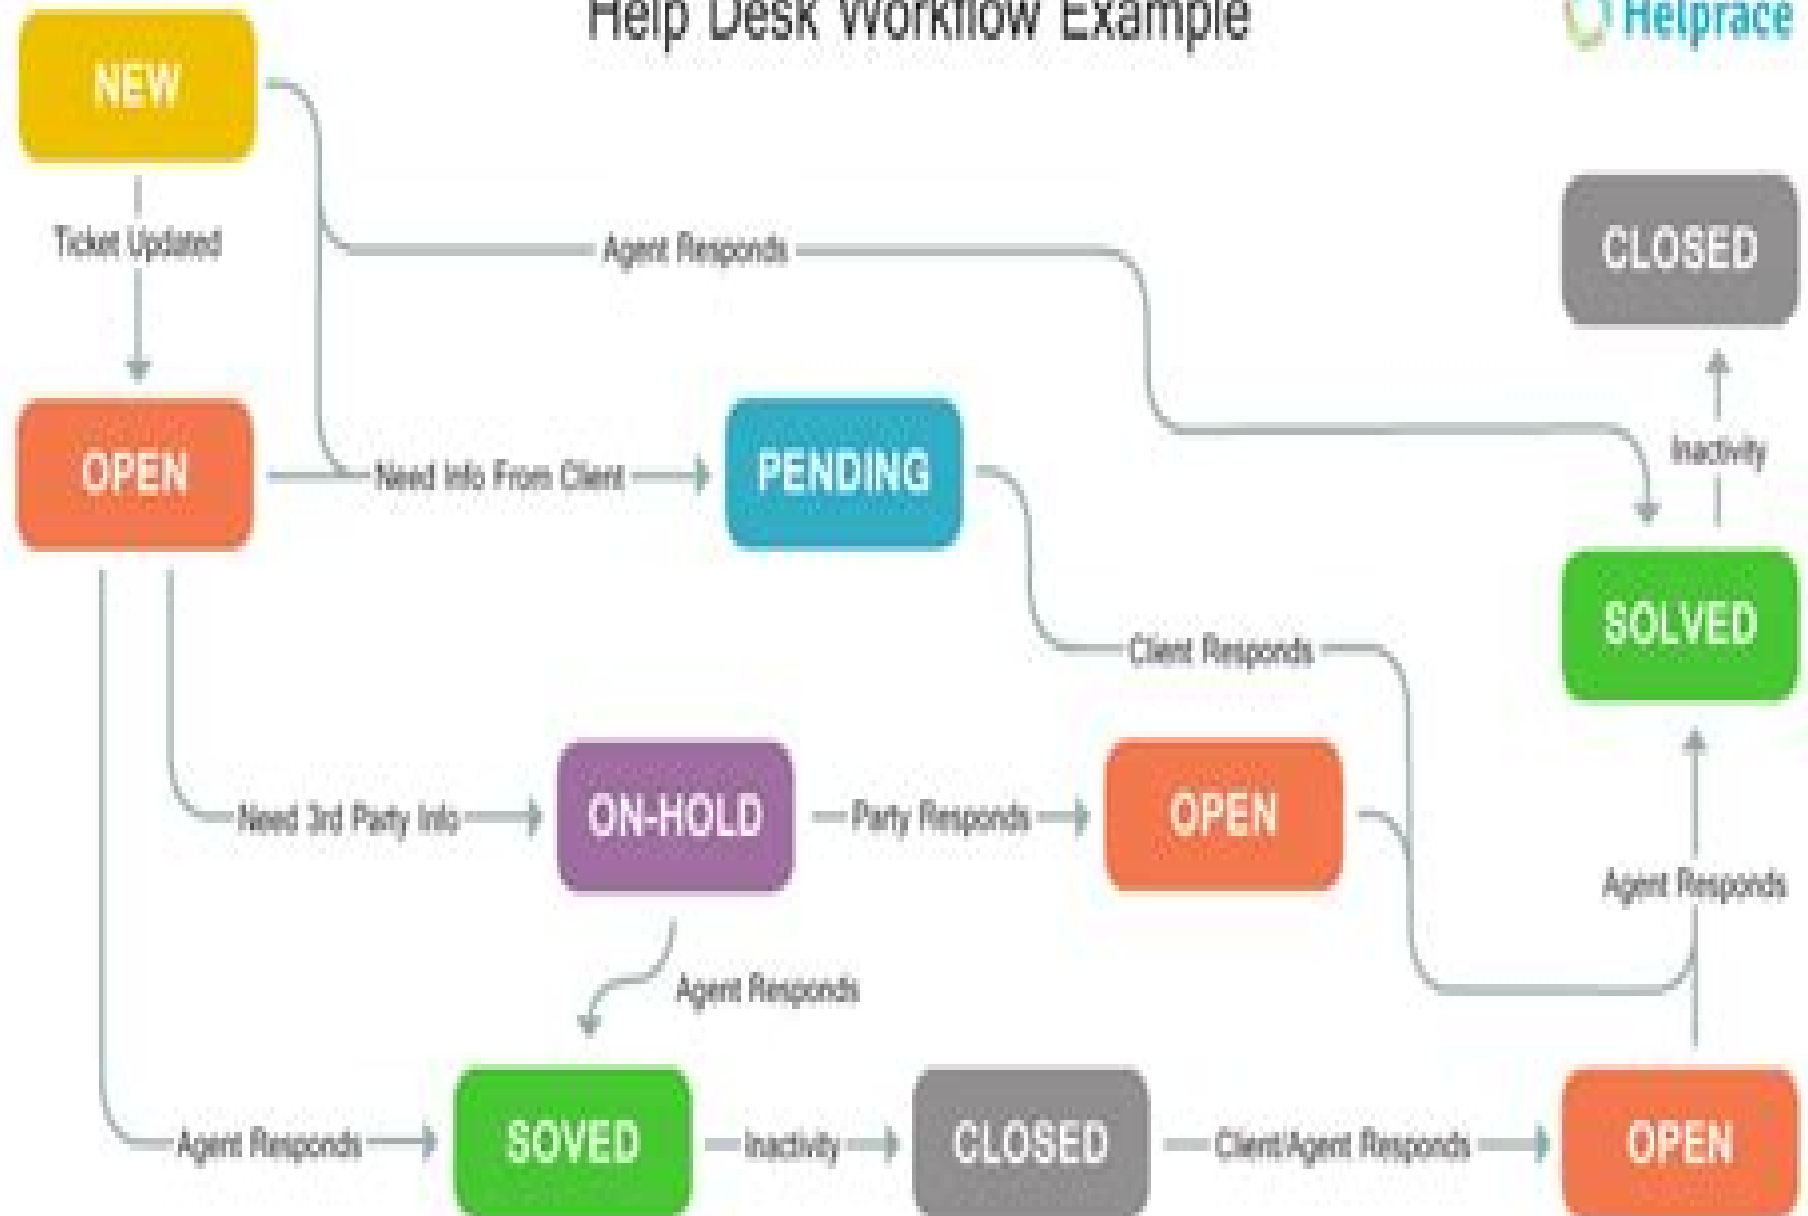 Help Desk Workflow Example
Helprace
NEW
Ticket Updated
Agent Responds
CLOSED
Inactivity
OPEN
Need Info From Client
PENDING
Client Responds
SOLVED
Need 3rd Party Info
ON-HOLD
Party Responds
OPEN
Agent Responds
Agent Responds
Agent Responds
SOVED
Inactivity
CLOSED
Client/Agent Responds
OPEN